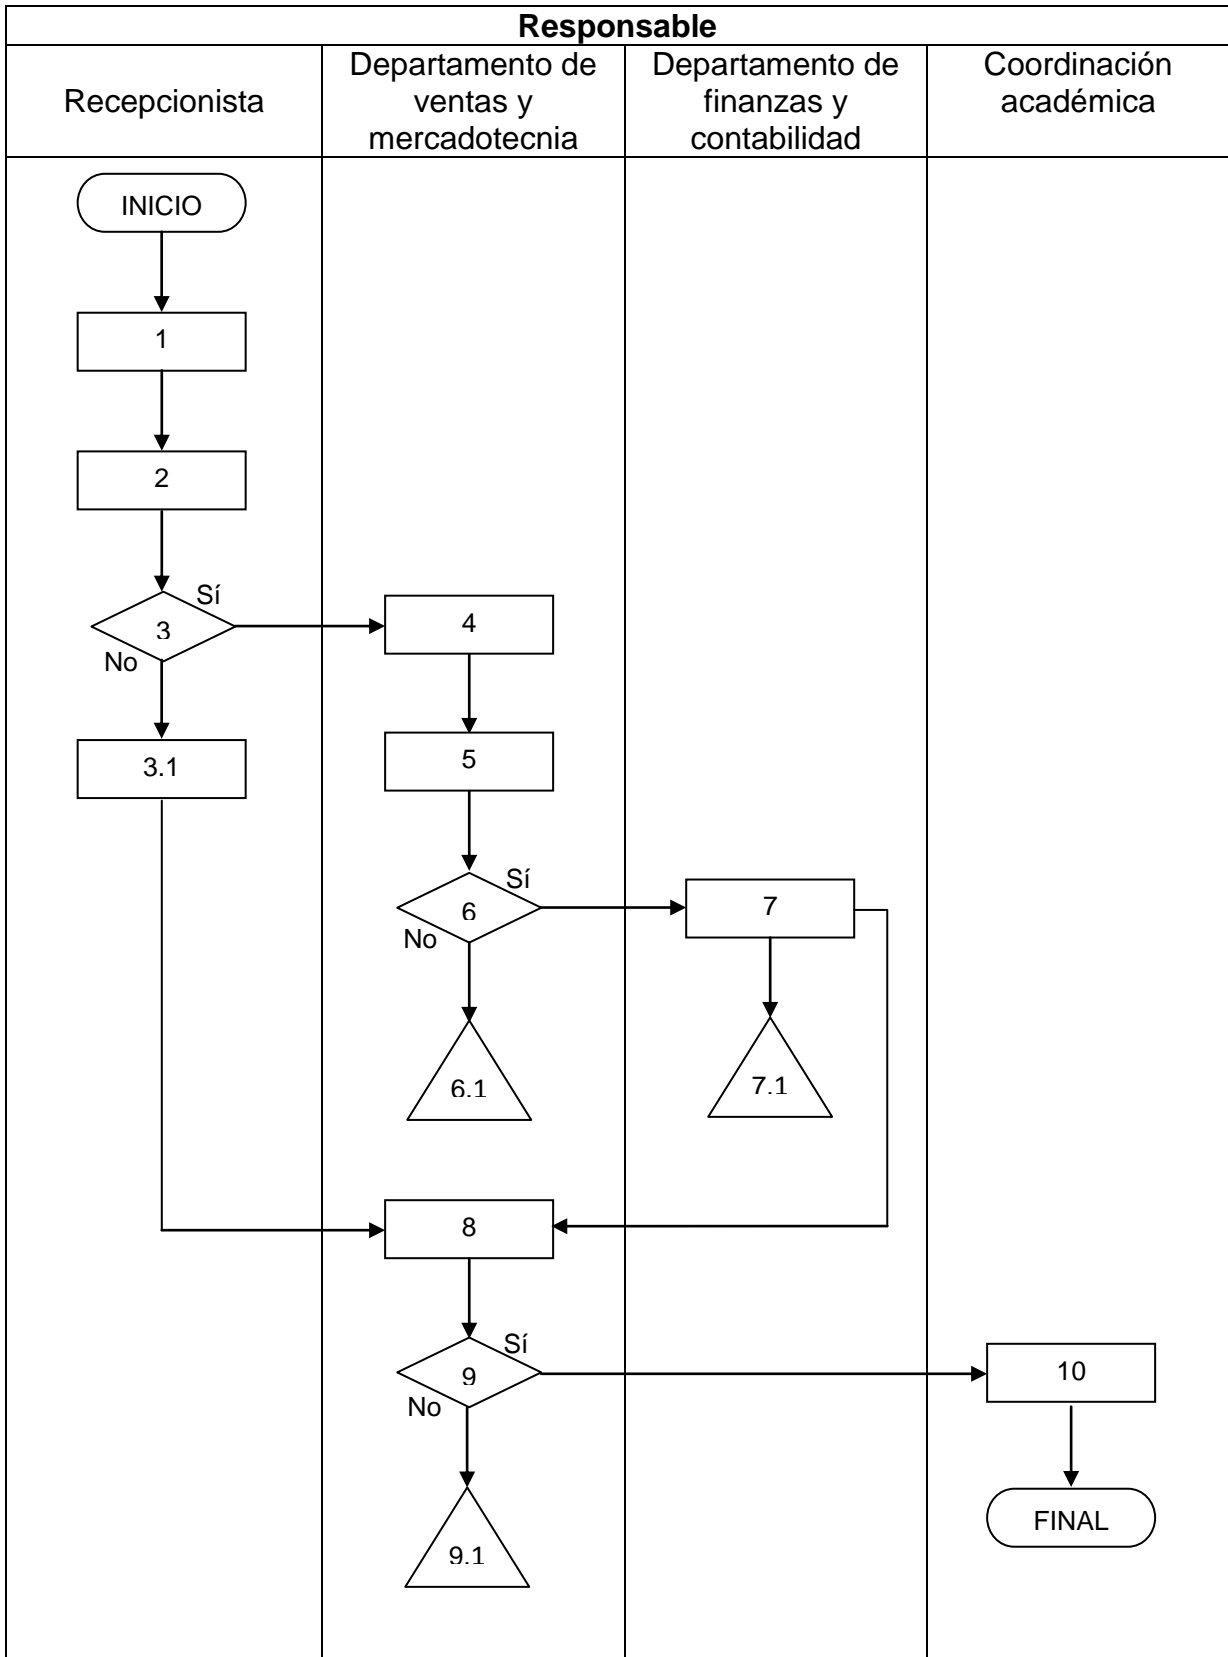 Responsable
Recepcionista
Departamento de
ventas y
mercadotecnia
Departamento de
finanzas y
contabilidad
Coordinación
académica
INICIO
1
2
Sí
3
No
4
3.1
5
Sí
6
No
7
6.1
7.1
8
Sí
9
No
10
9.1
FINAL